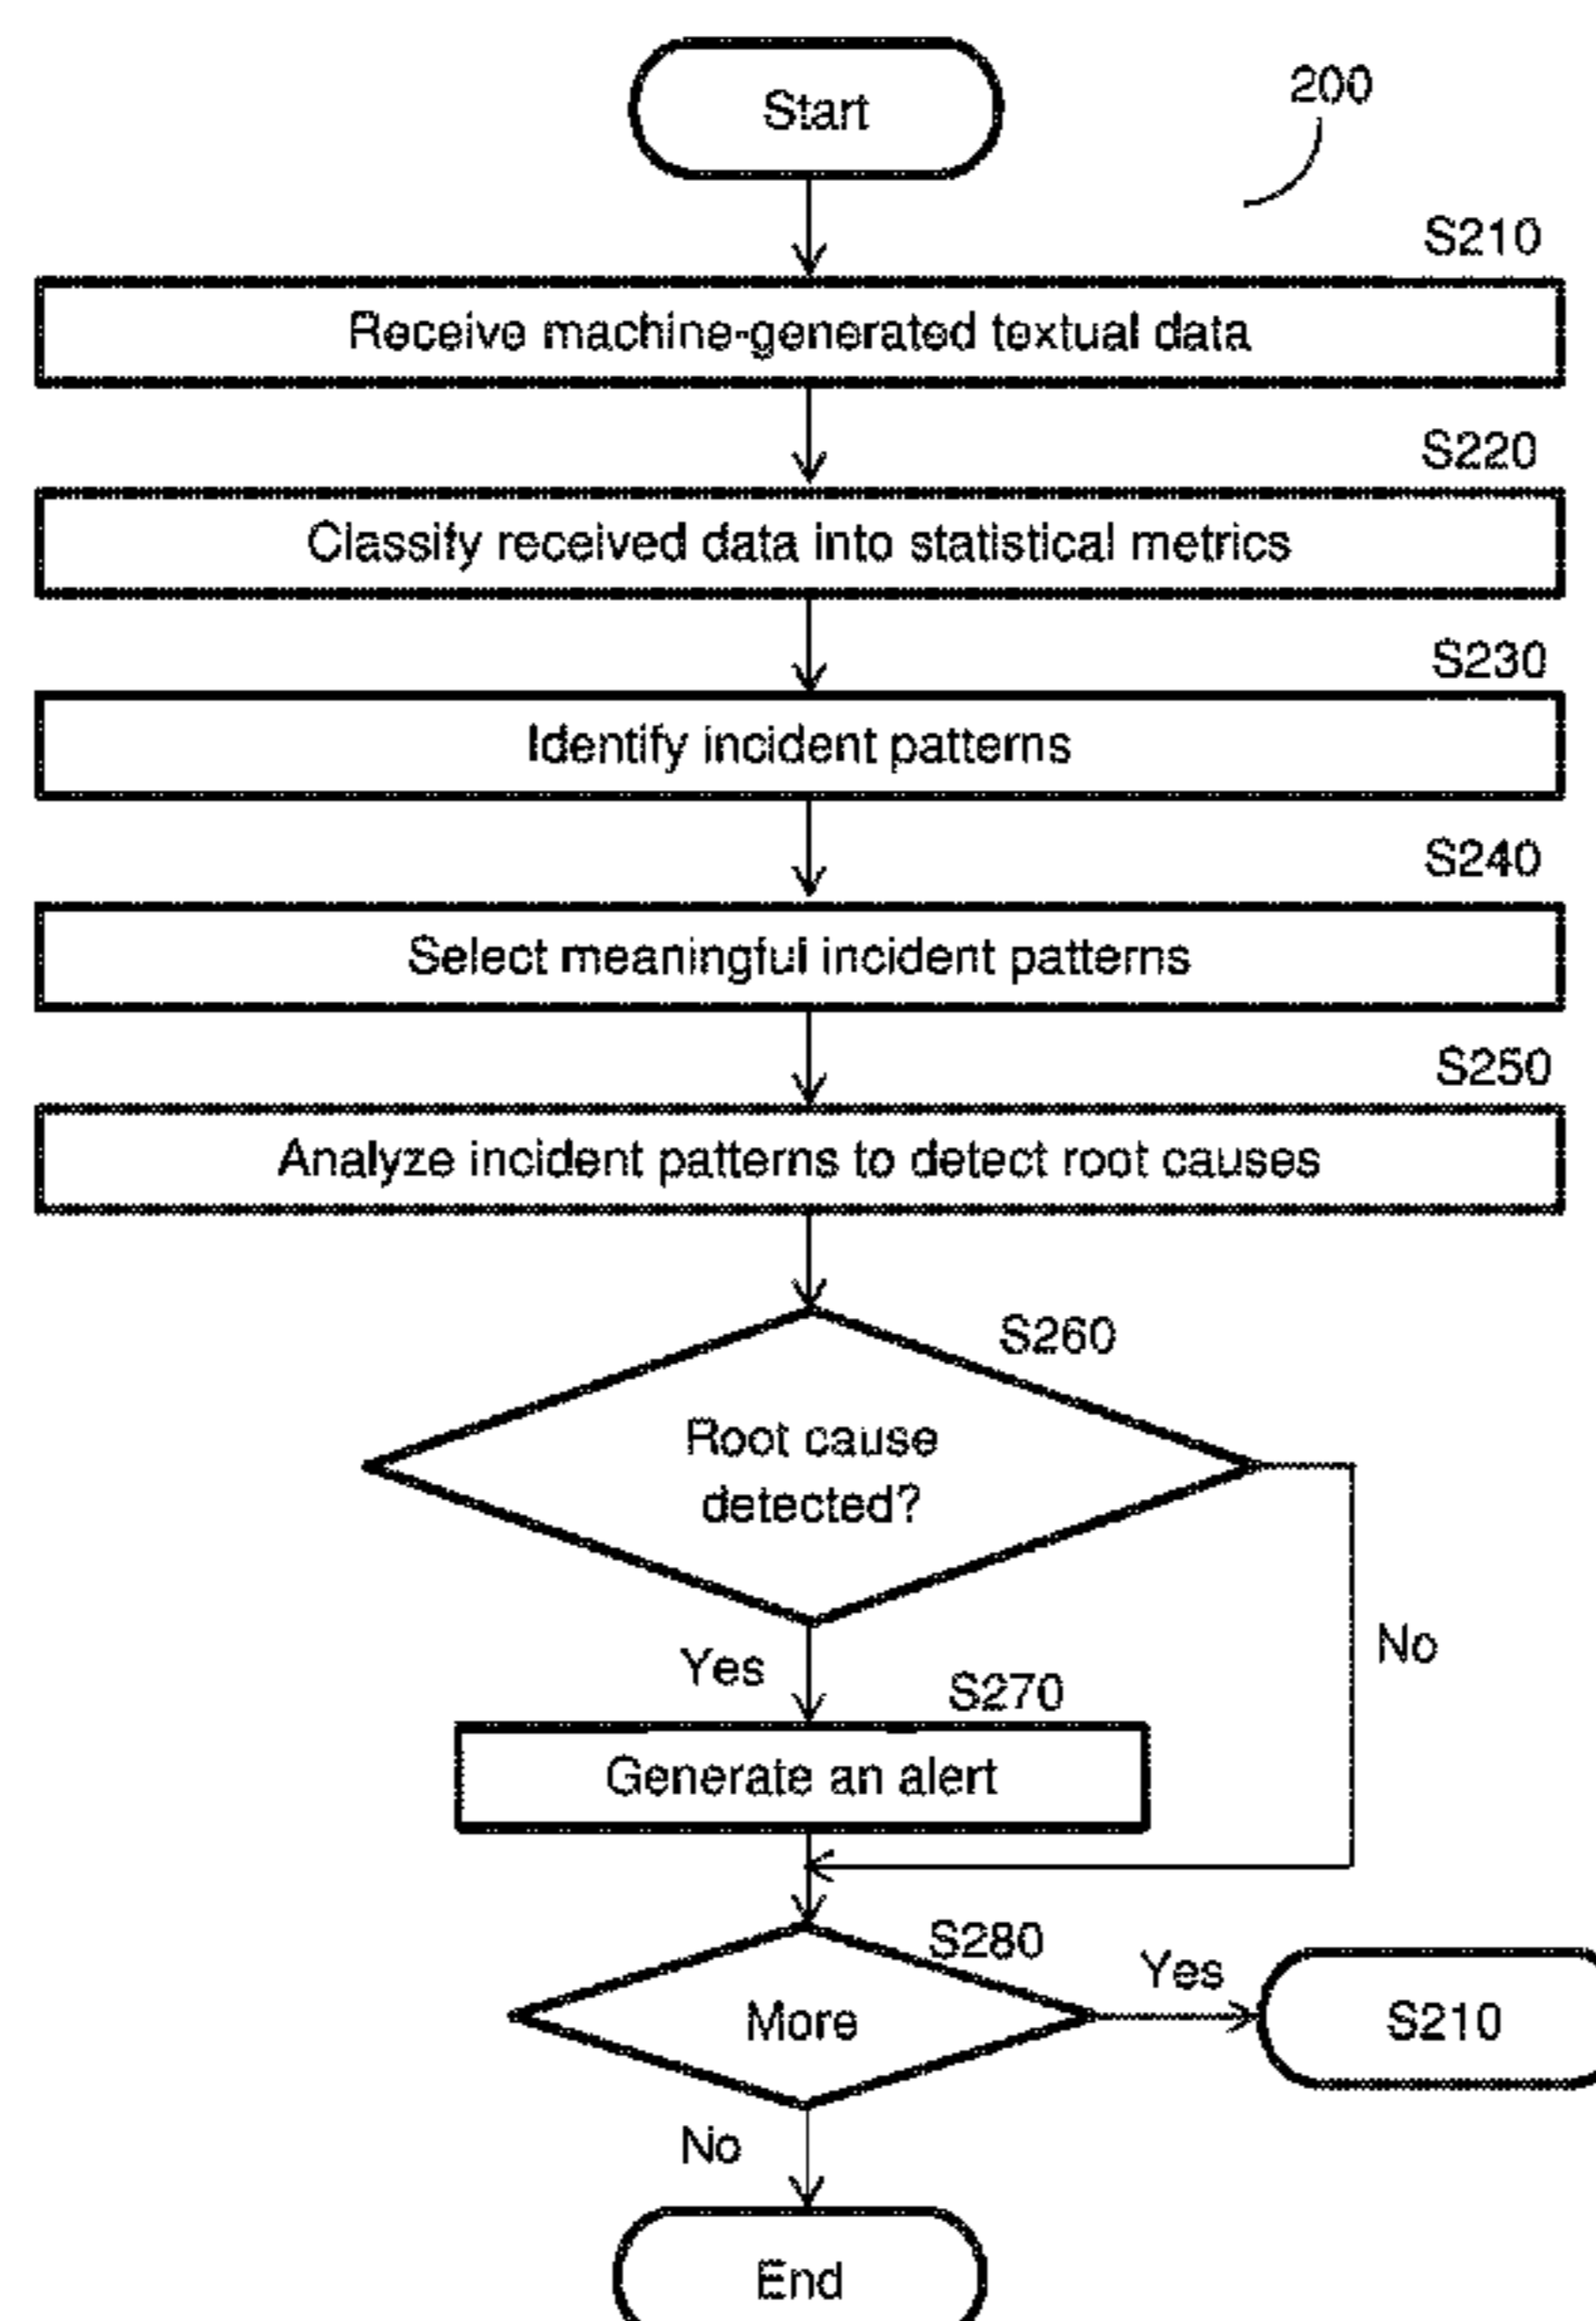 Start
200
S210
Receive machine-generated textual data
S220
Classify received data into statistical metrics
S230
Identify incident patterns
S240
Select meaningful incident patterns
S250
Analyze incident patterns to detect root causes
S260
Root cause
detected?
No
Yes
S270
Generate an alert
S280
More
Yes
S210
No
End